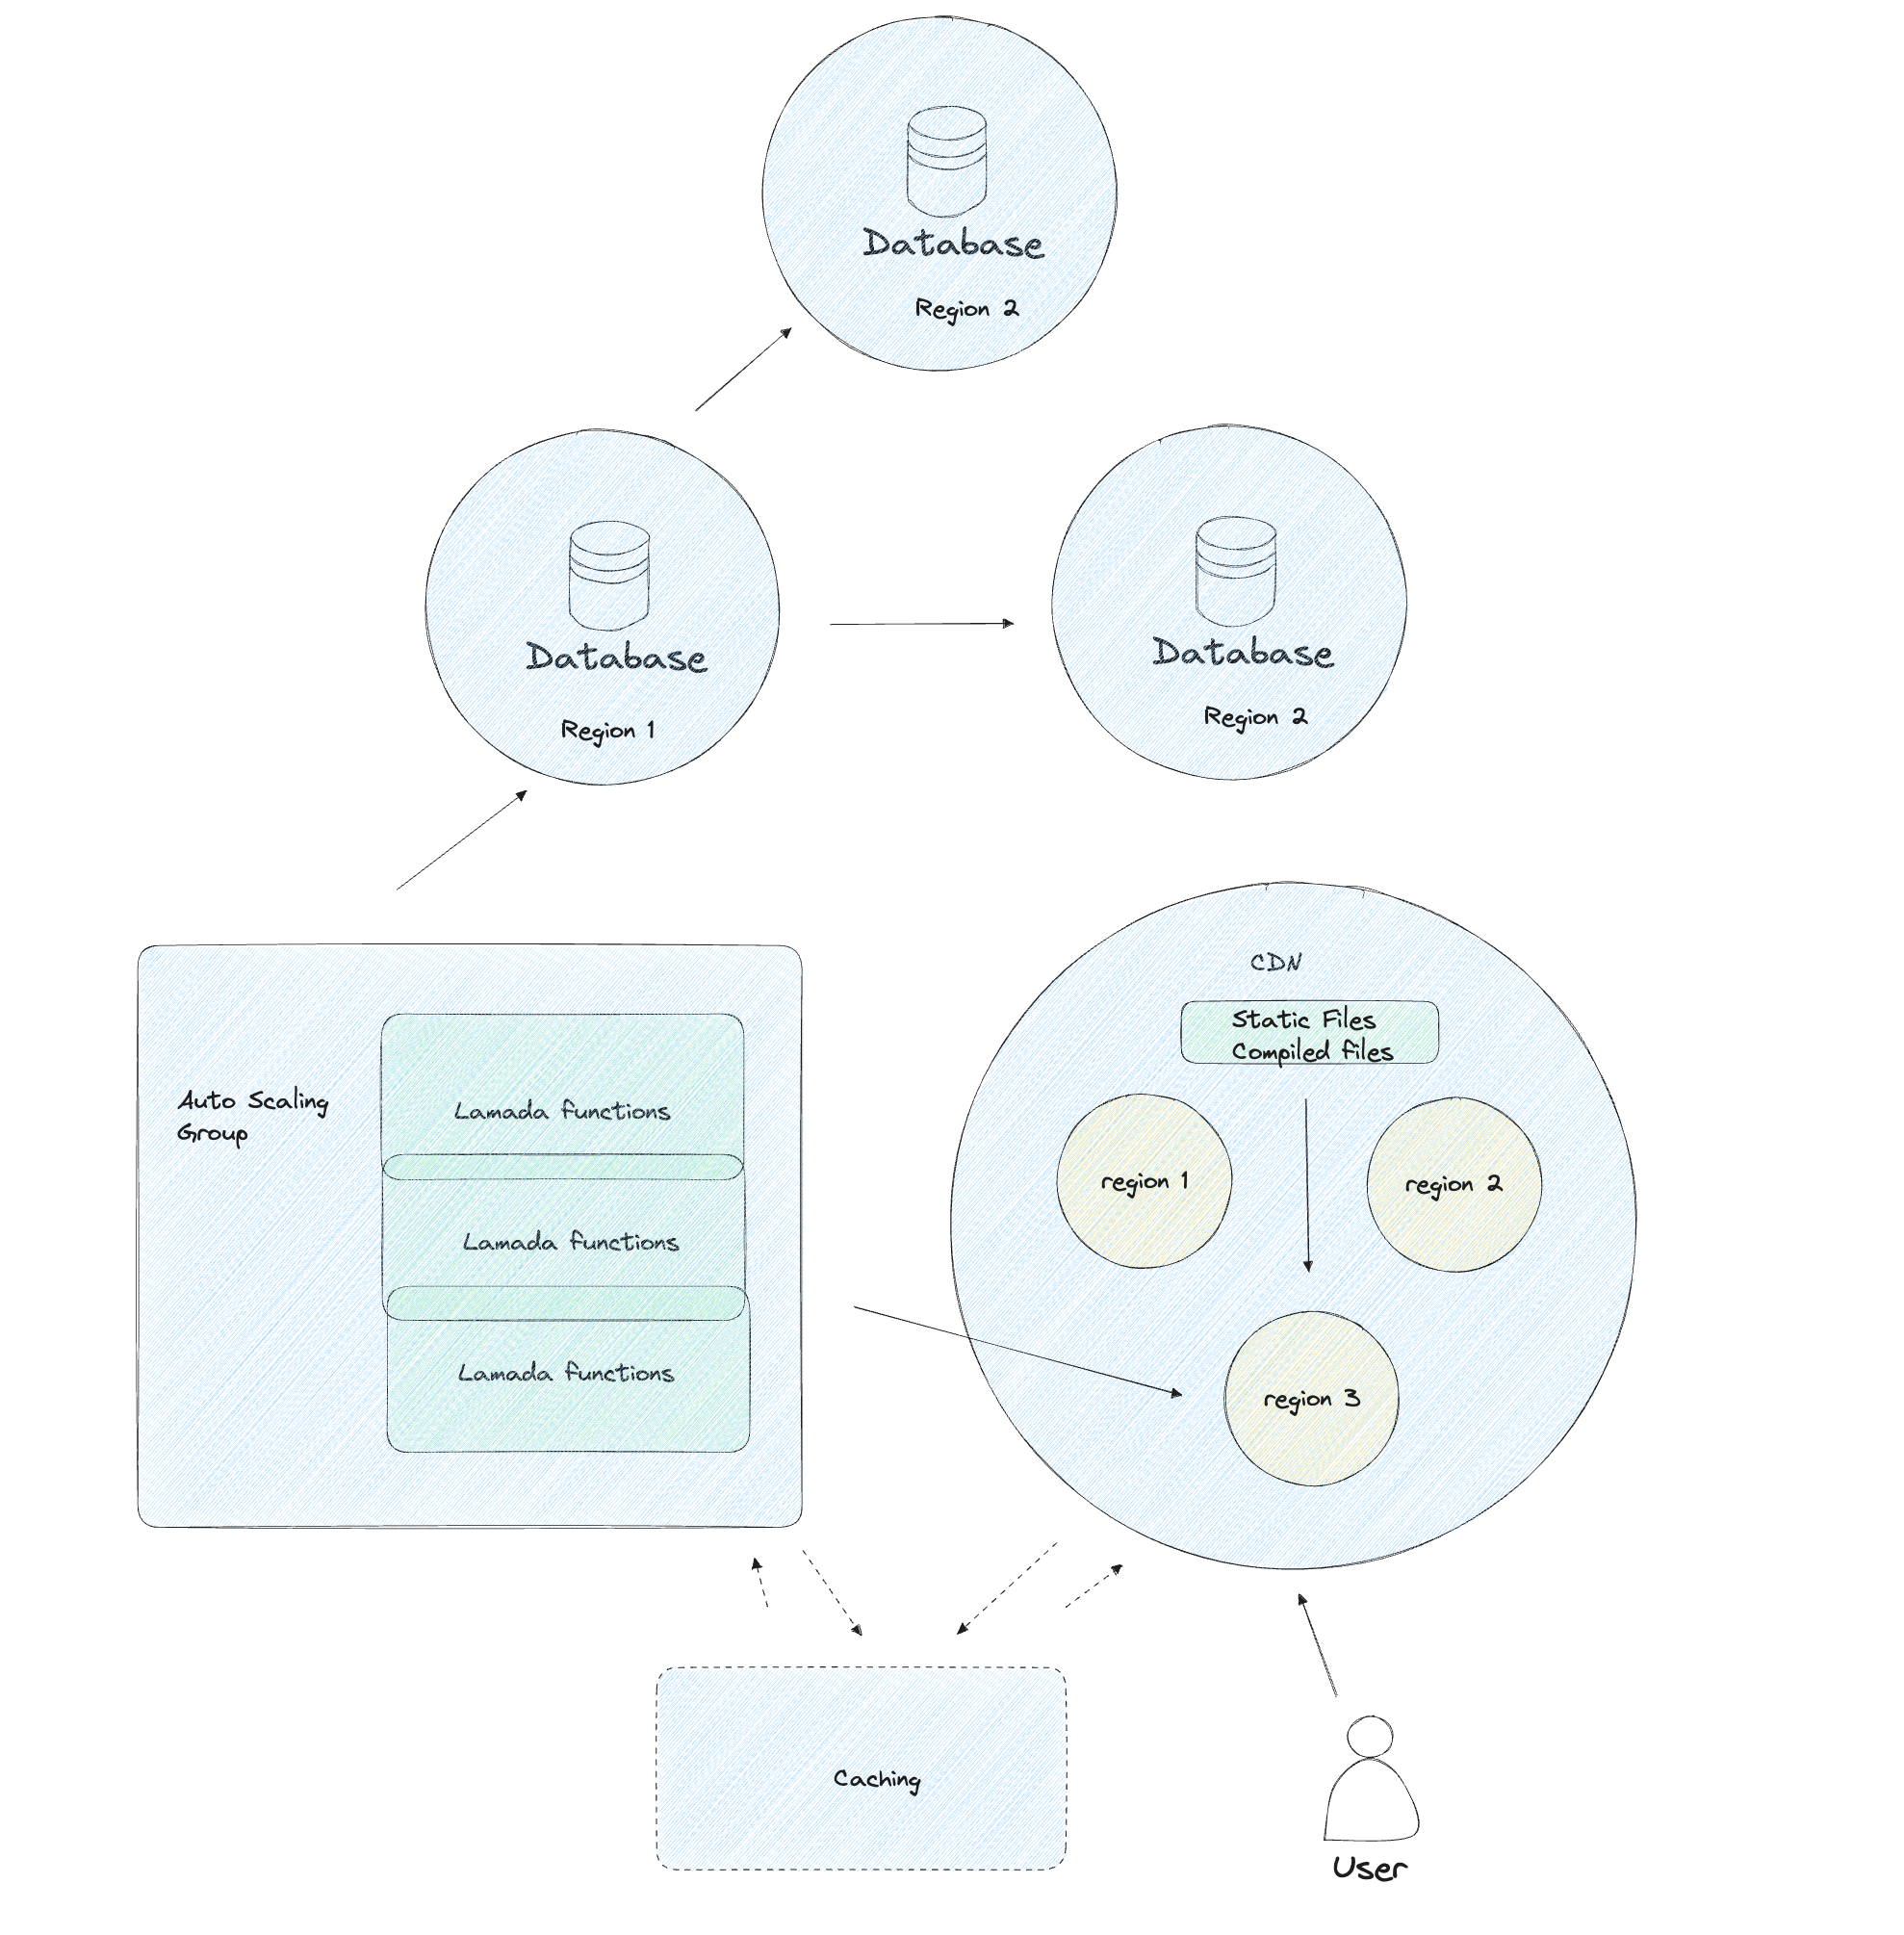 Database
Region 2
Database
Region 1
Database
Region 2
Auto Scaling
Group
Lamada functions
Lamada functions
Lamada functions
CDN
Static Files
Compiled files
region 1
region 2
region 3
Caching
User